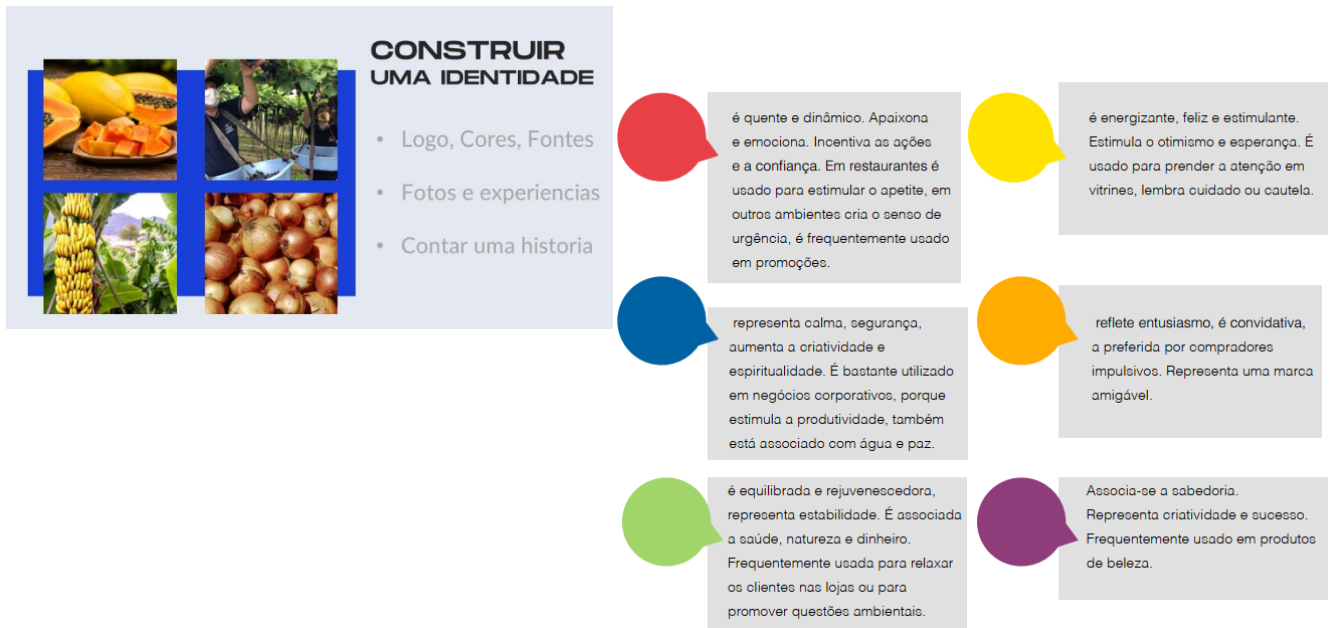 CONSTRUIR
UMA IDENTIDADE
• Logo, Cores, Fontes
• Fotos e experiencias
• Contar uma historia
é quente e dinâmico. Apaixona
e emociona. Incentiva as ações
e a confiança. Em restaurantes é
usado para estimular o apetite, em
outros ambientes cria o senso de
urgência, é frequentemente usado
em promoções.
é energizante, feliz e estimulante.
Estimula o otimismo e esperança. É
usado para prender a atenção em
vitrines, lembra cuidado ou cautela.
representa calma, segurança,
aumenta a criatividade e
espiritualidade. É bastante utilizado
em negócios corporativos, porque
estimula a produtividade, também
está associado com água e paz.
reflete entusiasmo, é convidativa,
a preferida por compradores
impulsivos. Representa uma marca
amigável.
é equilibrada e rejuvenescedora,
representa estabilidade. É associada
a saúde, natureza e dinheiro.
Frequentemente usada para relaxar
os clientes nas lojas ou para
promover questões ambientais.
Associa-se a sabedoria.
Representa criatividade e sucesso.
Frequentemente usado em produtos
de beleza.